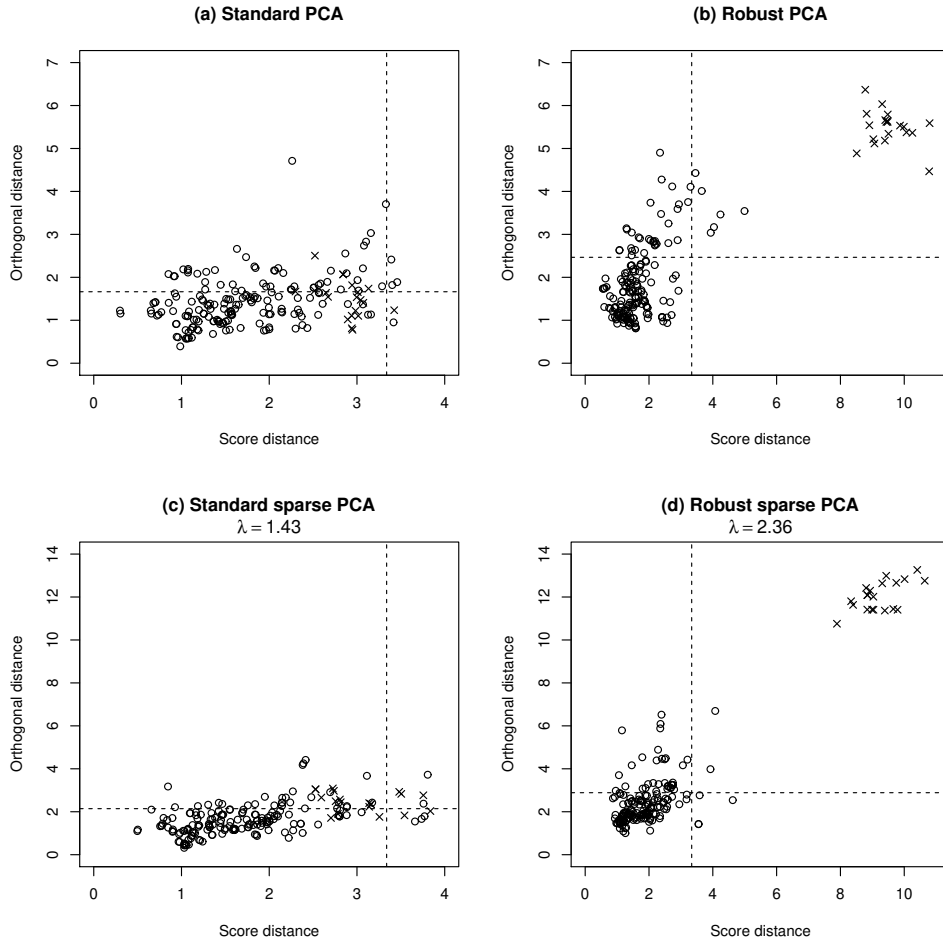 (a) Standard PCA
Orthogonal distance
0 1 2 3 4 5 6 7
0 1 2 3 4
Score distance
(b) Robust PCA
Orthogonal distance
0 1 2 3 4 5 6 7
0 2 4 6 8 10
Score distance
(c) Standard sparse PCA
λ = 1.43
Orthogonal distance
0 2 4 6 8 10 12 14
0 1 2 3 4
Score distance
(d) Robust sparse PCA
λ = 2.36
Orthogonal distance
0 2 4 6 8 10 12 14
0 2 4 6 8 10
Score distance